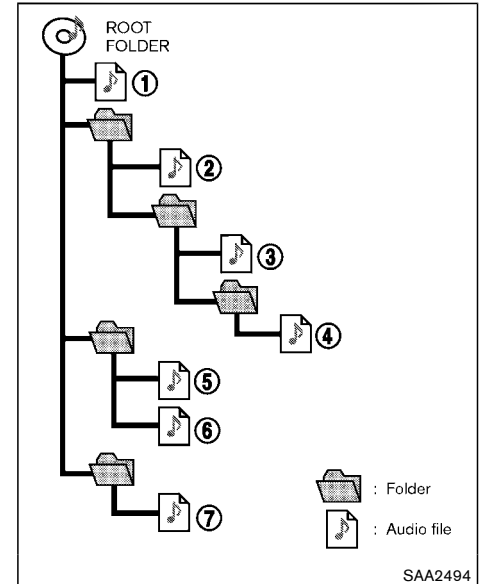 ROOT
FOLDER
1
2
3
4
5
6
7
: Folder
: Audio file
SAA2494